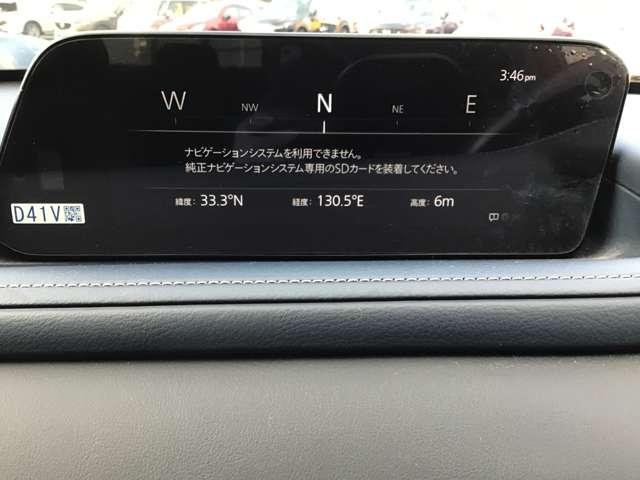 3:46pm
W NW N NE E
ナビゲーションシステムを利用できません。
純正ナビゲーションシステム専用のSDカードを装着してください。
緯度: 33.3°N 経度: 130.5°E 高度: 6m
D41V